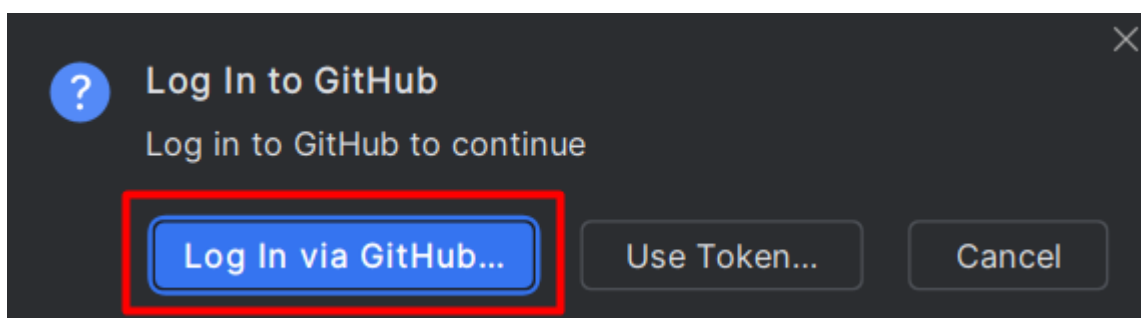 Log In to GitHub
Log in to GitHub to continue
Log In via GitHub... Use Token... Cancel